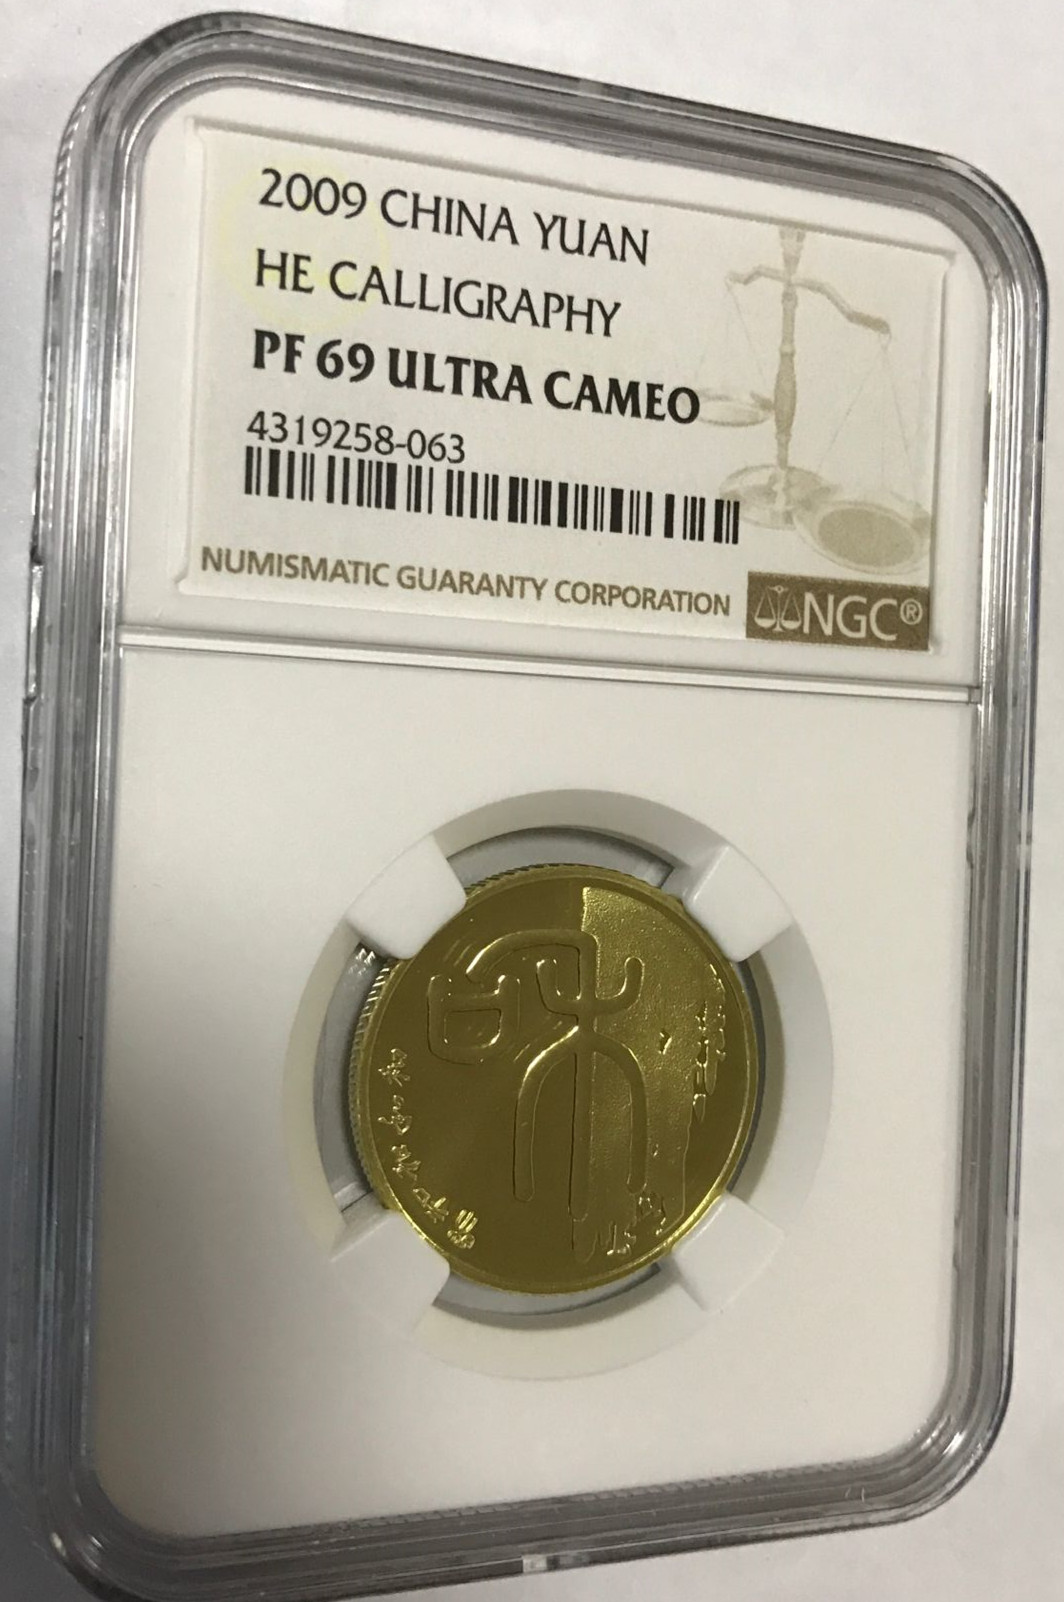 2009 CHINA YUAN
HE CALLIGRAPHY
PF 69 ULTRA CAMEO
4319258-063
NUMISMATIC GUARANTY CORPORATION
NGC®